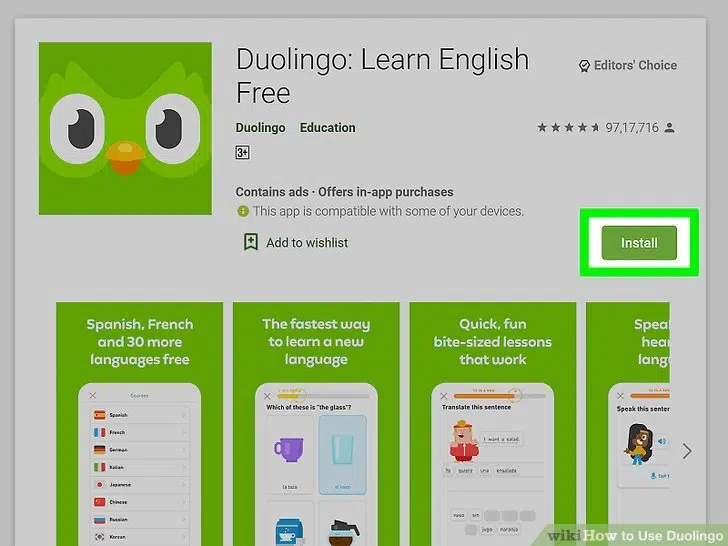 Duolingo: Learn English
Free
Editors' Choice
Duolingo Education
97,17,716
3+
Contains ads · Offers in-app purchases
This app is compatible with some of your devices.
Add to wishlist
Install
Spanish, French
and 30 more
languages free
Courses
Spanish
French
German
Italian
Japanese
Chinese
Russian
Korean
The fastest way
to learn a new
language
Which of these is "the glass"?
la taza
el vaso
Quick, fun
bite-sized lessons
that work
Translate this sentence
I want a salad.
Yo quiero una ensalada
vaso sin
jugo naranja
Speak
hear
langu
Speak this senten
TAP T
wikiHow to Use Duolingo